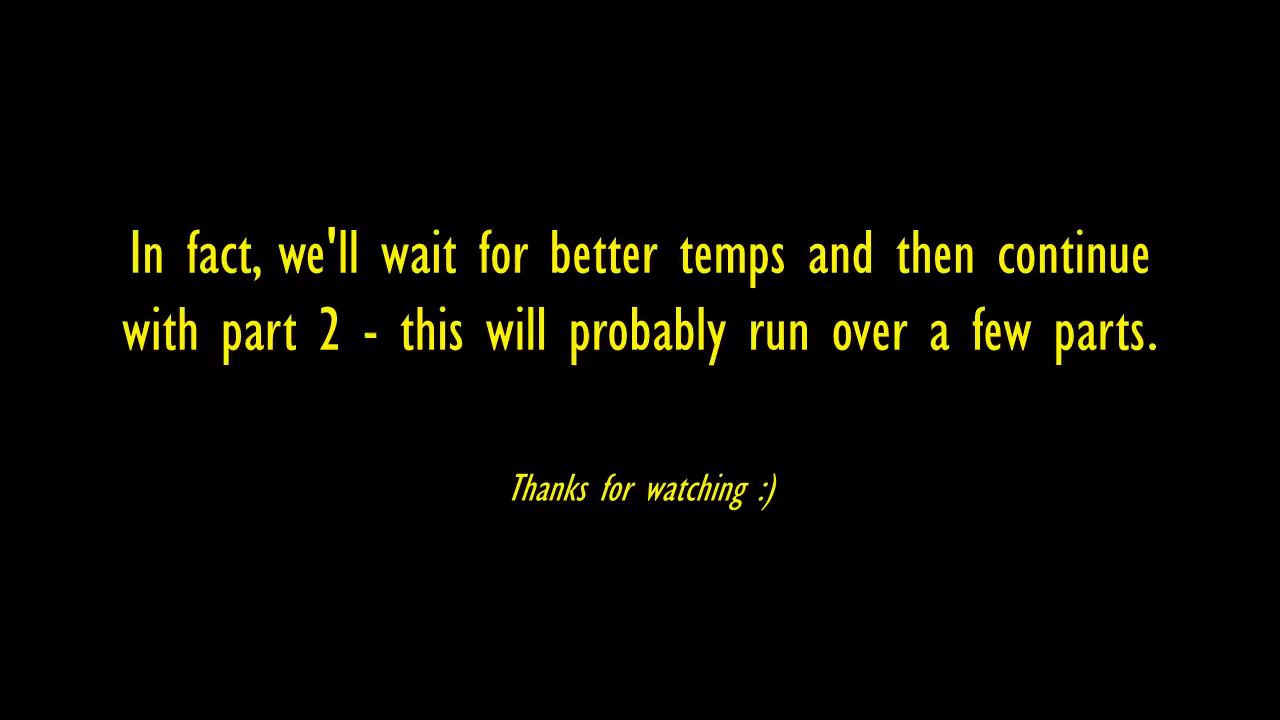 In fact, we'll wait for better temps and then continue
with part 2 - this will probably run over a few parts.
Thanks for watching :)